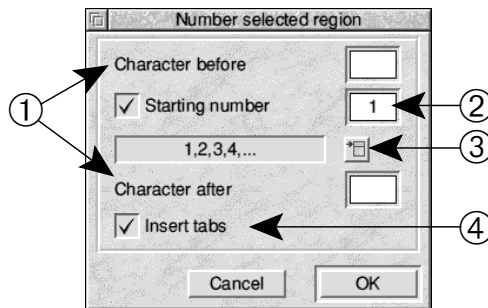 Number selected region
Character before
① Starting number 1 ②
1,2,3,4,... ③
Character after
Insert tabs ④
Cancel OK